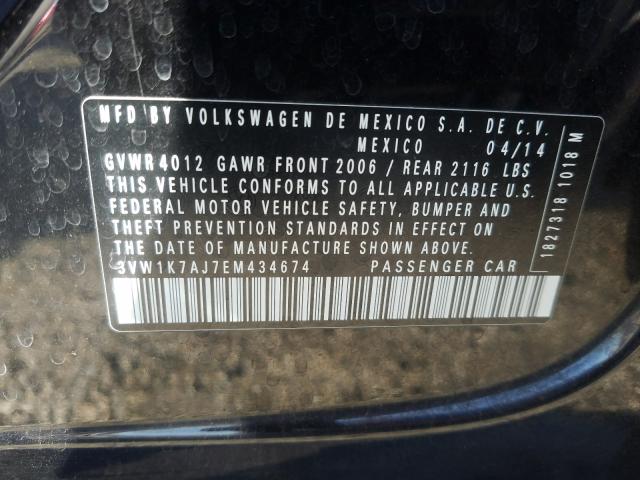 MFD BY VOLKSWAGEN DE MEXICO S.A. DE C.V.
MEXICO 04/14
GVWR 4012 GAWR FRONT 2006 / REAR 2116 LBS
THIS VEHICLE CONFORMS TO ALL APPLICABLE U.S.
FEDERAL MOTOR VEHICLE SAFETY, BUMPER AND
THEFT PREVENTION STANDARDS IN EFFECT ON
THE DATE OF MANUFACTURE SHOWN ABOVE.
3VW1K7AJ7EM434674 PASSENGER CAR
1827318 1018 M